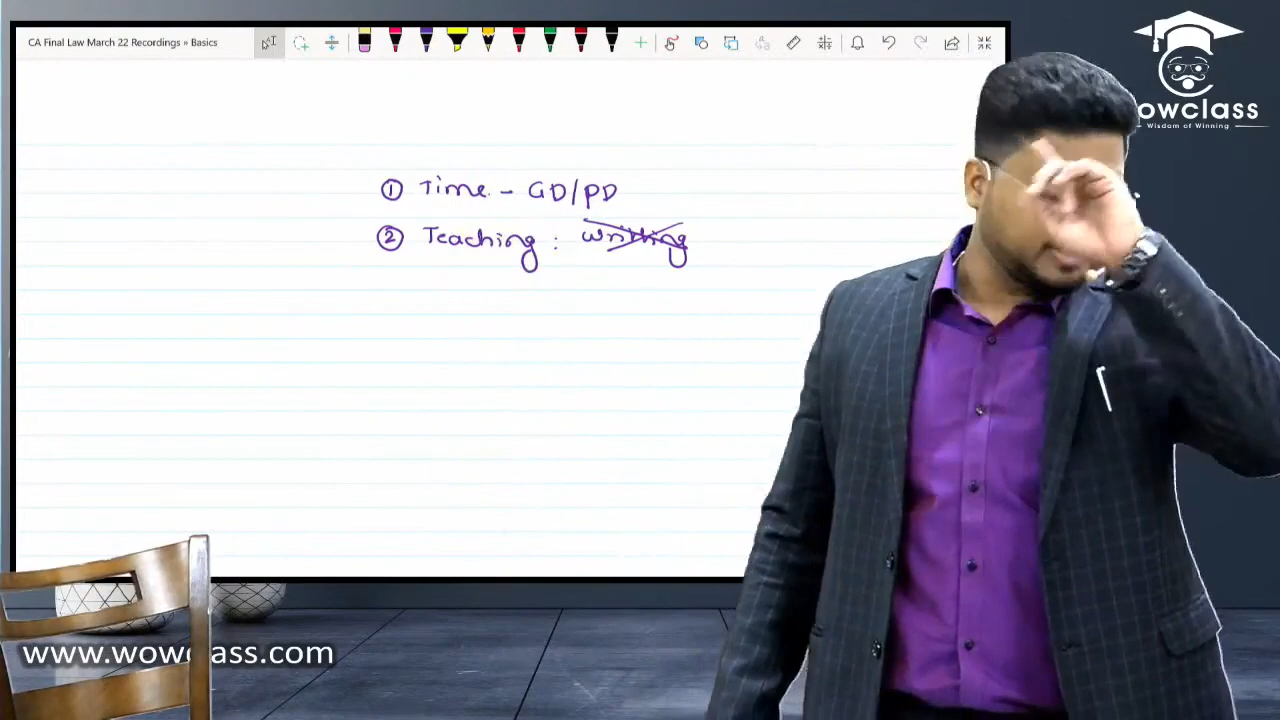 CA Final Law March 22 Recordings » Basics
owclass
Wisdom of Winning
① Time - GD/PD
② Teaching : writting
www.wowclass.com